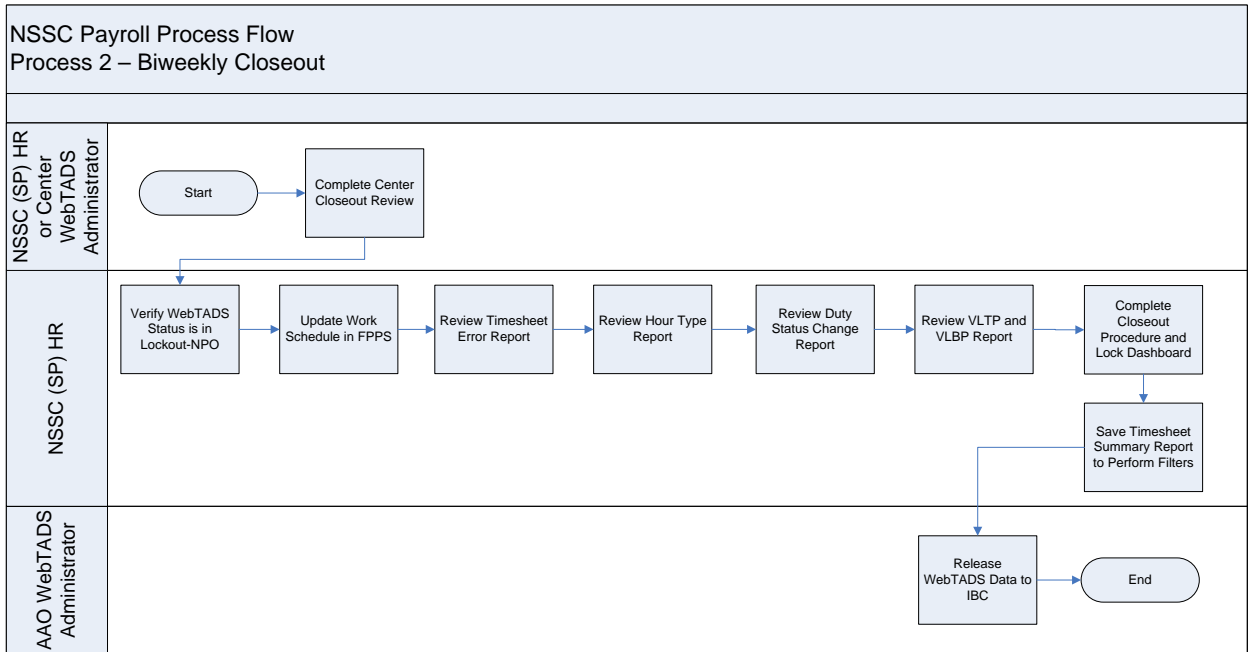 NSSC Payroll Process Flow
Process 2 – Biweekly Closeout
NSSC (SP) HR
or Center
WebTADS
Administrator
Start
Complete Center
Closeout Review
NSSC (SP) HR
Verify WebTADS
Status is in
Lockout-NPO
Update Work
Schedule in FPPS
Review Timesheet
Error Report
Review Hour Type
Report
Review Duty
Status Change
Report
Review VLTP and
VLBP Report
Complete
Closeout
Procedure and
Lock Dashboard
Save Timesheet
Summary Report
to Perform Filters
AAO WebTADS
Administrator
Release
WebTADS Data to
IBC
End